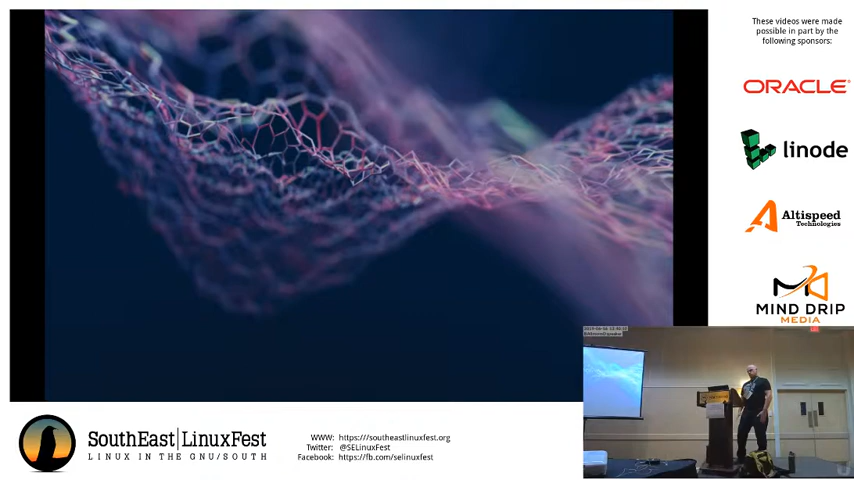 These videos were made
possible in part by the
following sponsors:
ORACLE
linode
Altispeed
Technologies
MIND DRIP
MEDIA
SouthEast|LinuxFest
LINUX IN THE GNU/SOUTH
WWW: https:///southeastlinuxfest.org
Twitter: @SELinuxFest
Facebook: https://fb.com/selinuxfest